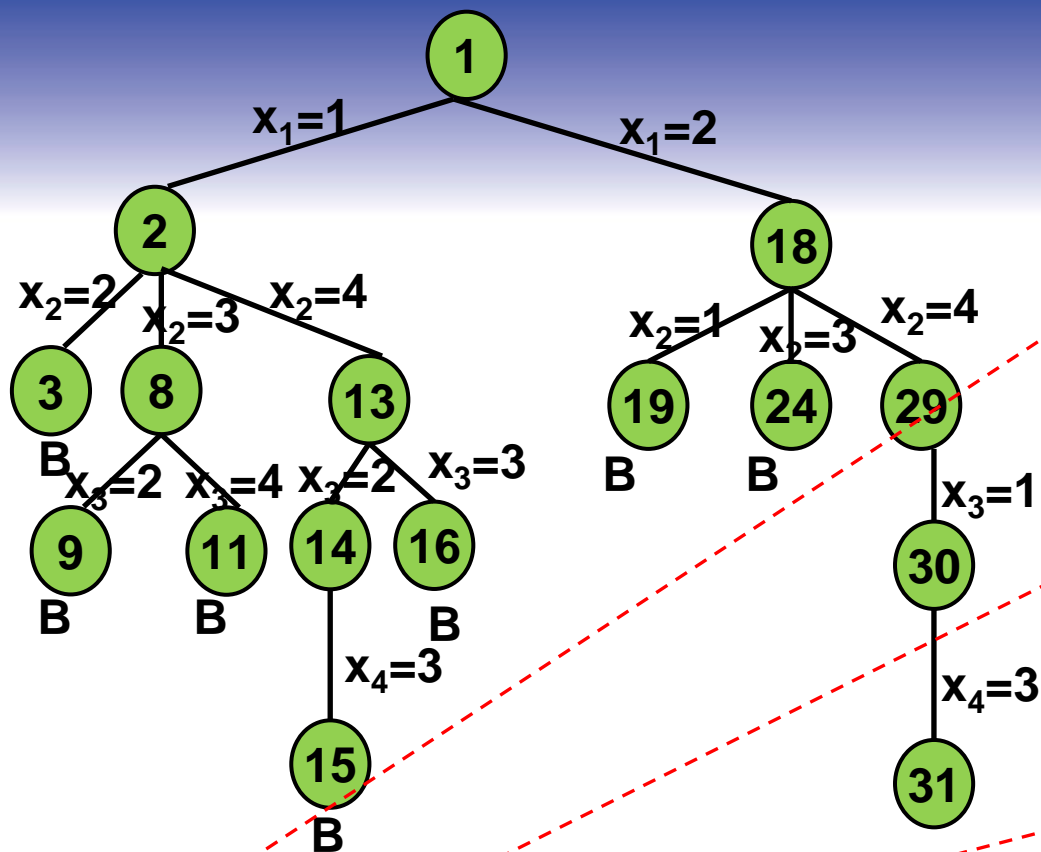 1
x₁=1 x₁=2
2 18
x₂=2 x₂=3 x₂=4 x₂=1 x₂=3 x₂=4
3 8 13 19 24 29
B B B
x₃=2 x₃=4 x₃=2 x₃=3 x₃=1
9 11 14 16 30
B B B
x₄=3 x₄=3
15 31
B